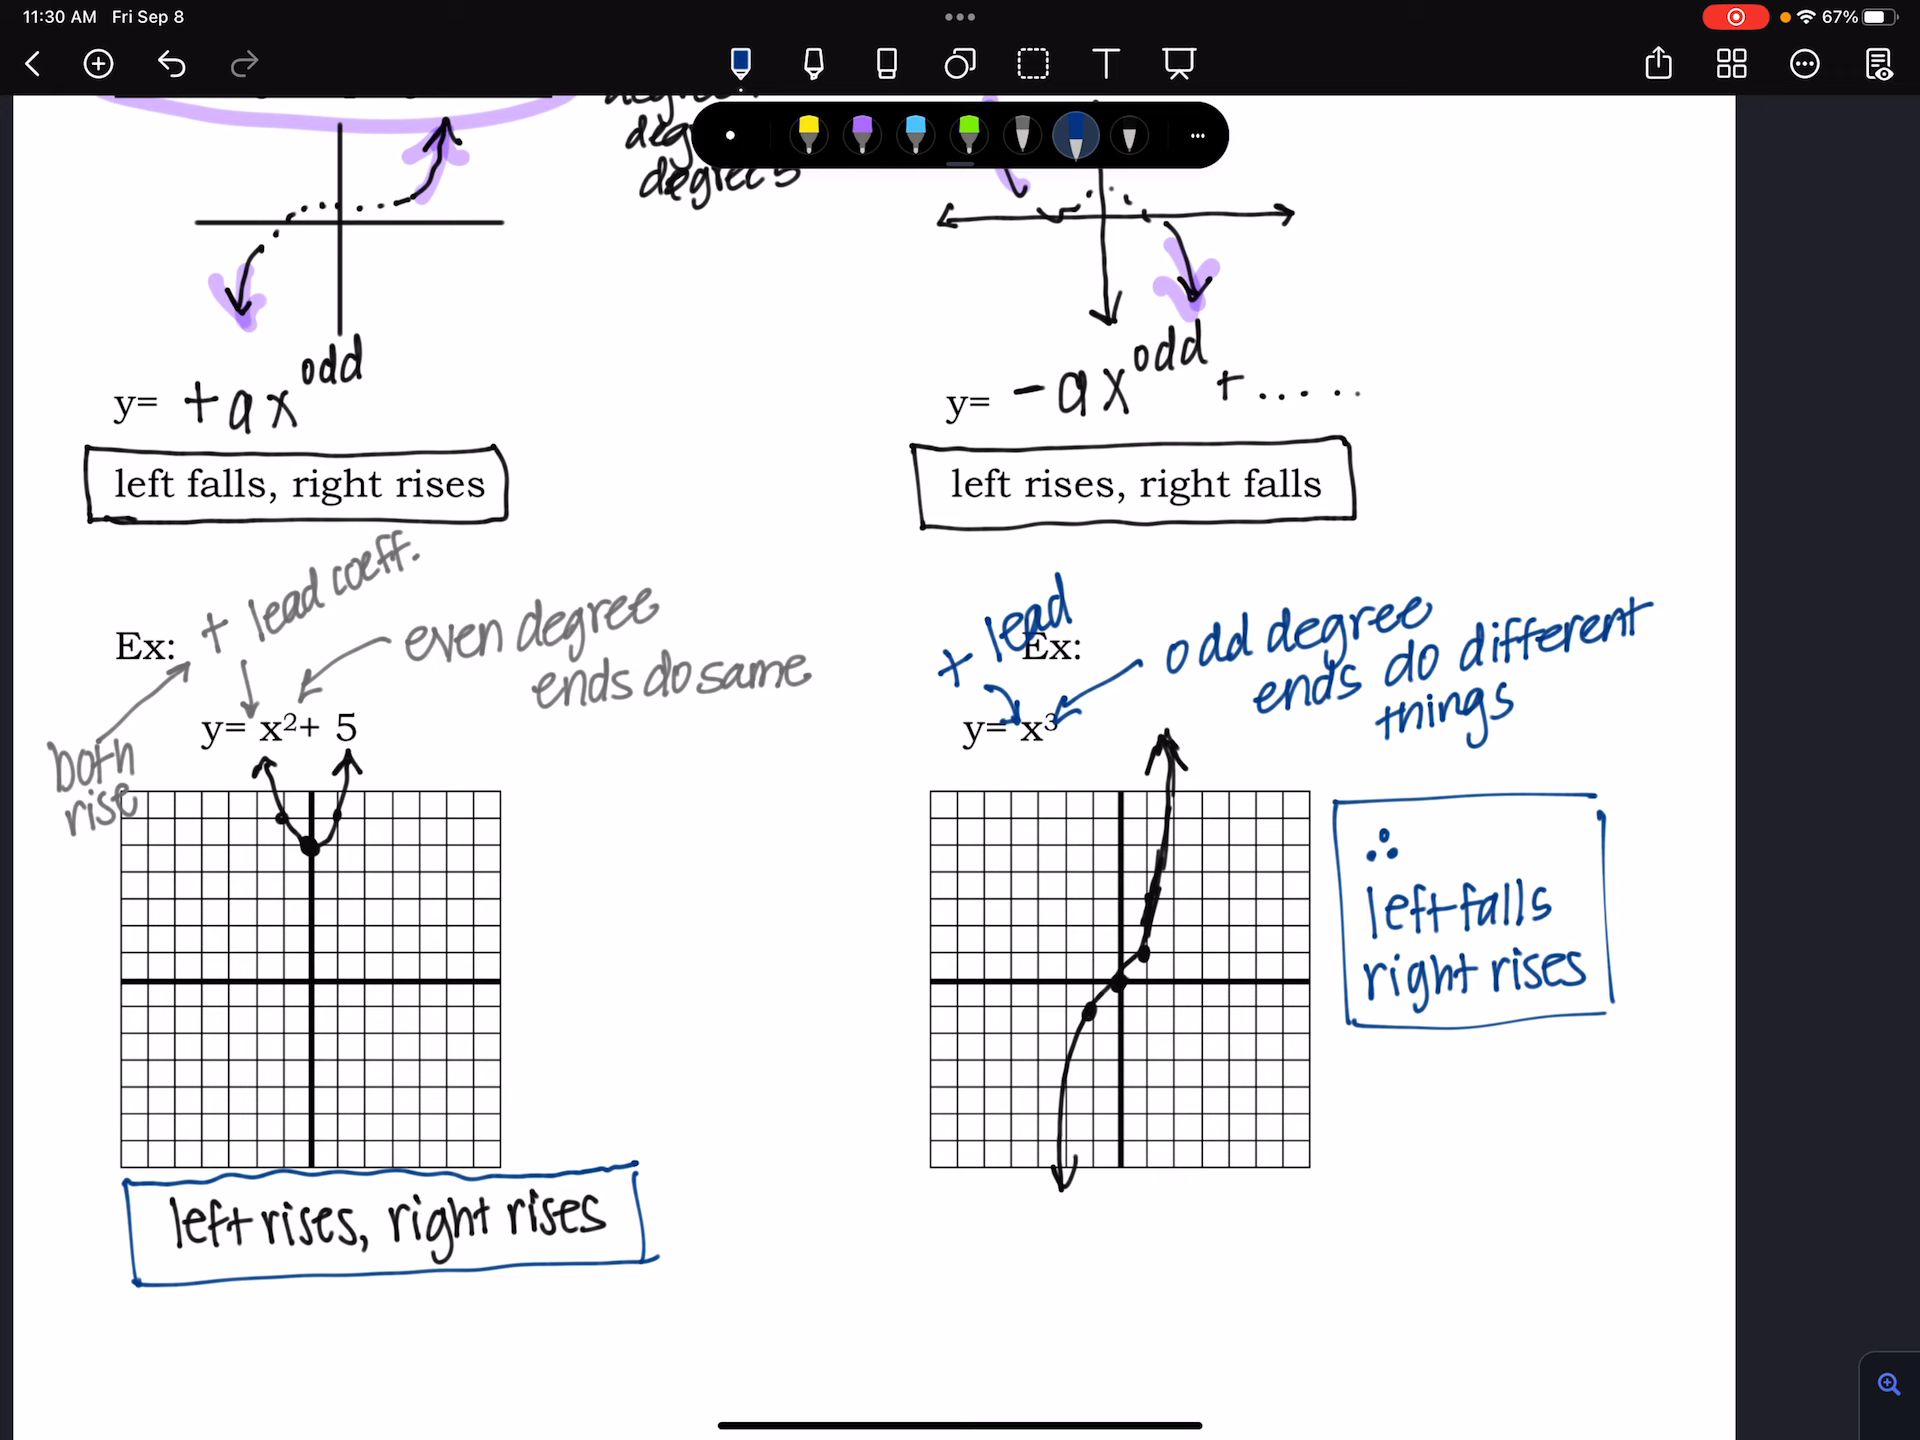 11:30 AM Fri Sep 8
67%
T
degree 5
y= +ax^odd
y= -ax^odd + .....
left falls, right rises
left rises, right falls
Ex: + lead coeff.
even degree
ends do same
both
rise
y= x²+ 5
+ lead
Ex:
odd degree
ends do different
things
y= x³
∴
left falls
right rises
left rises, right rises